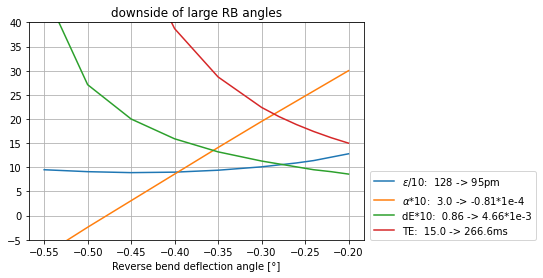 downside of large RB angles
40
35
30
25
20
15
10
5
0
−5
−0.55 −0.50 −0.45 −0.40 −0.35 −0.30 −0.25 −0.20
Reverse bend deflection angle [°]
ε/10: 128 -> 95pm
α*10: 3.0 -> -0.81*1e-4
dE*10: 0.86 -> 4.66*1e-3
TE: 15.0 -> 266.6ms